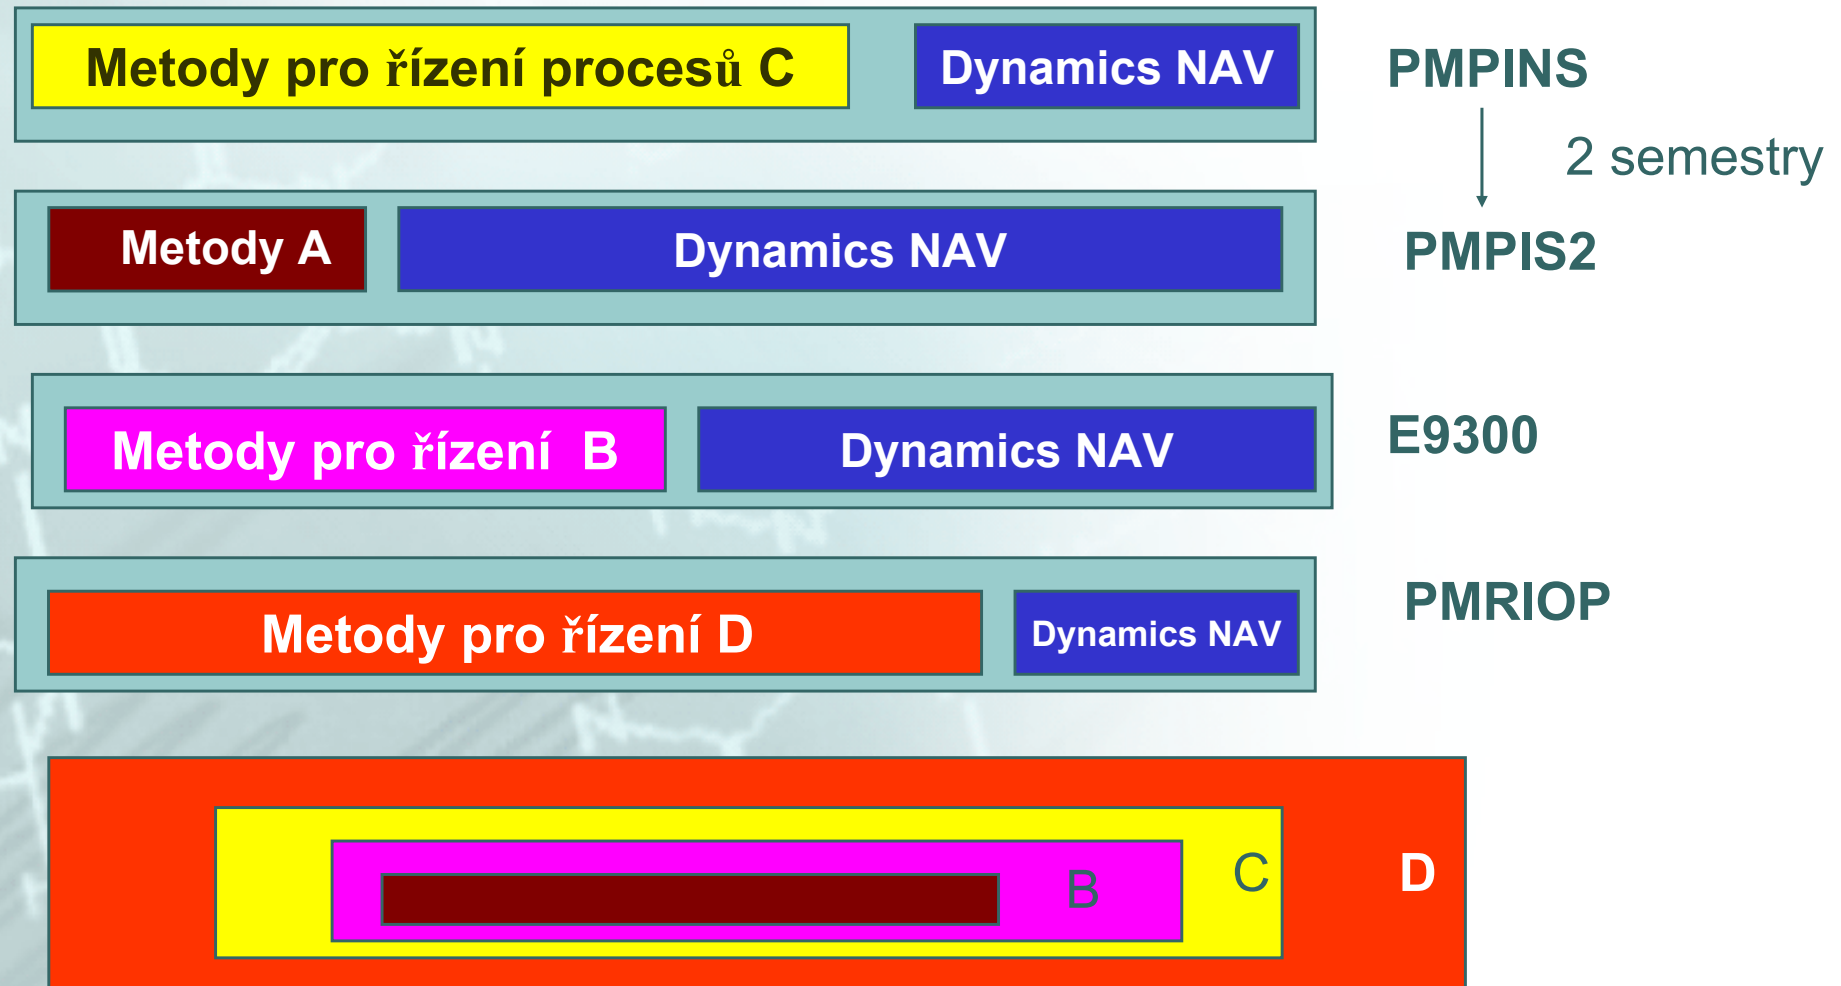 Metody pro řízení procesů C
Dynamics NAV
PMPINS
2 semestry
Metody A
Dynamics NAV
PMPIS2
Metody pro řízení  B
Dynamics NAV
E9300
Metody pro řízení D
Dynamics NAV
PMRIOP
B
C
D